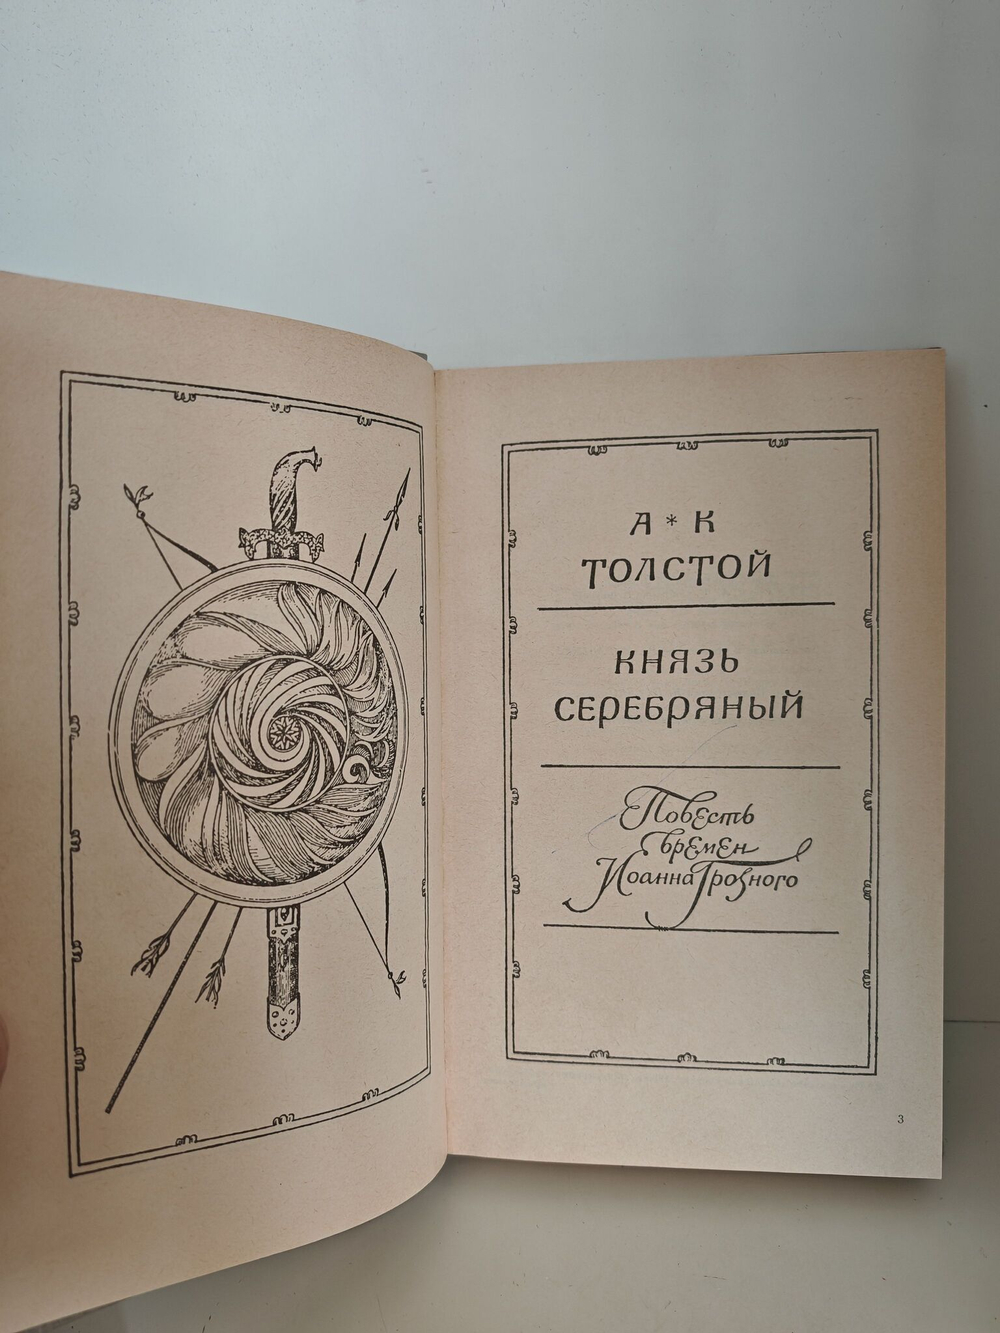 А * К
ТОЛСТОЙ
КНЯЗЬ
СЕРЕБРЯНЫЙ
Повесть
времен
Иоанна Грозного
3